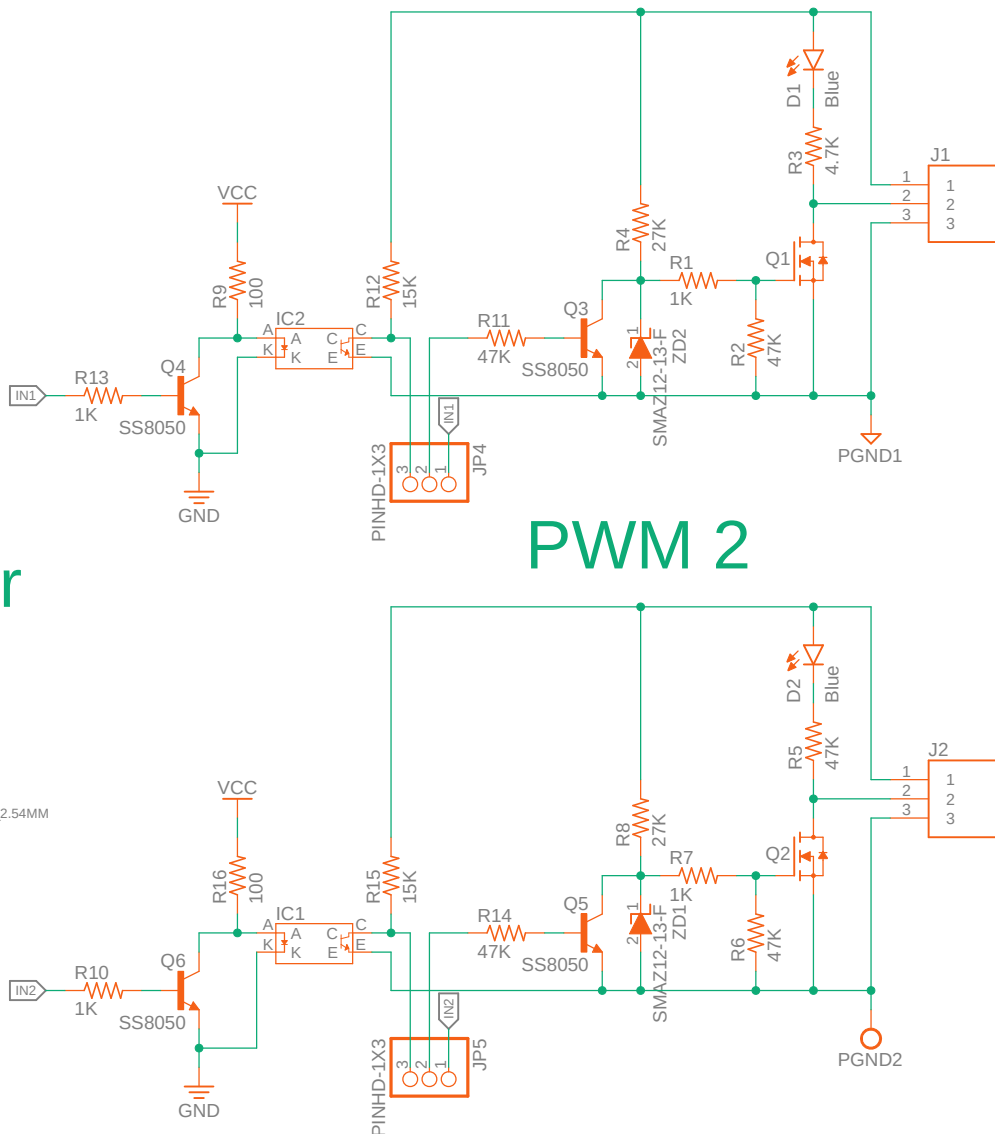 D1
Blue
R3
4.7K
J1
1
1
2
2
3
3
VCC
R9
100
R12
15K
R4
27K
R1
1K
Q1
IC2
A
A
K
K
C
C
E
E
R11
47K
Q3
SS8050
1
2
SMAZ12-13-F
ZD2
R2
47K
Q4
IN1
R13
1K
SS8050
IN1
GND
PINHD-1X3
3
2
1
JP4
PGND1
PWM 2
r
D2
Blue
R5
47K
J2
1
1
2
2
3
3
VCC
2.54MM
R16
100
R15
15K
R8
27K
R7
1K
Q2
IC1
A
A
K
K
C
C
E
E
R14
47K
Q5
SS8050
1
2
SMAZ12-13-F
ZD1
R6
47K
Q6
IN2
R10
1K
SS8050
IN2
GND
PINHD-1X3
3
2
1
JP5
PGND2